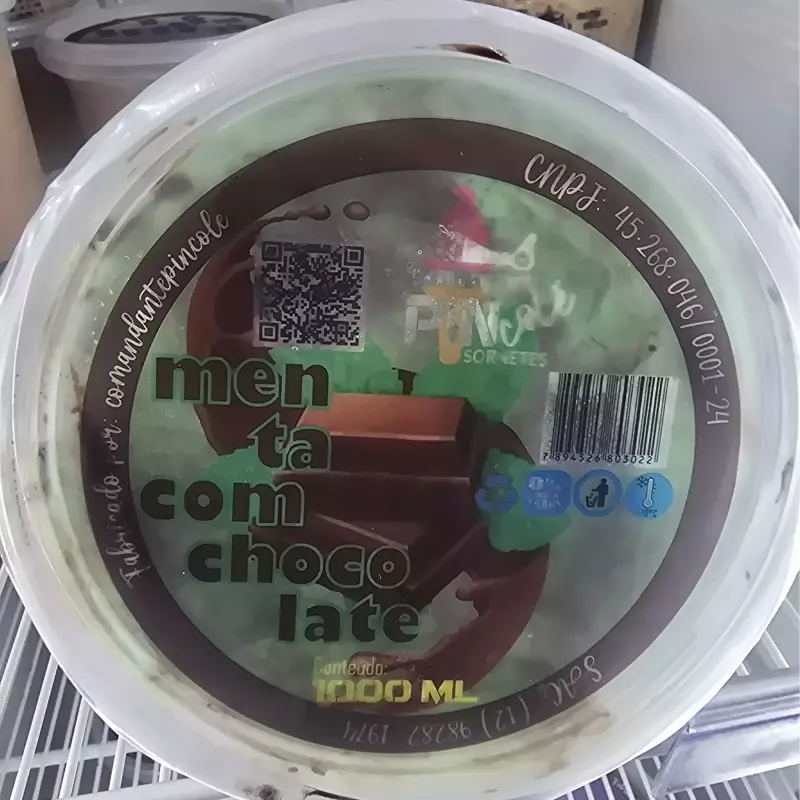 Fabricado por: comandantepincole
CNPJ: 45.268.046/0001-24
PINcole
SORVETES
men
ta
com
choco
late
7894526803022
Conteúdo:
1000 ML
SAC (12) 98282 1974